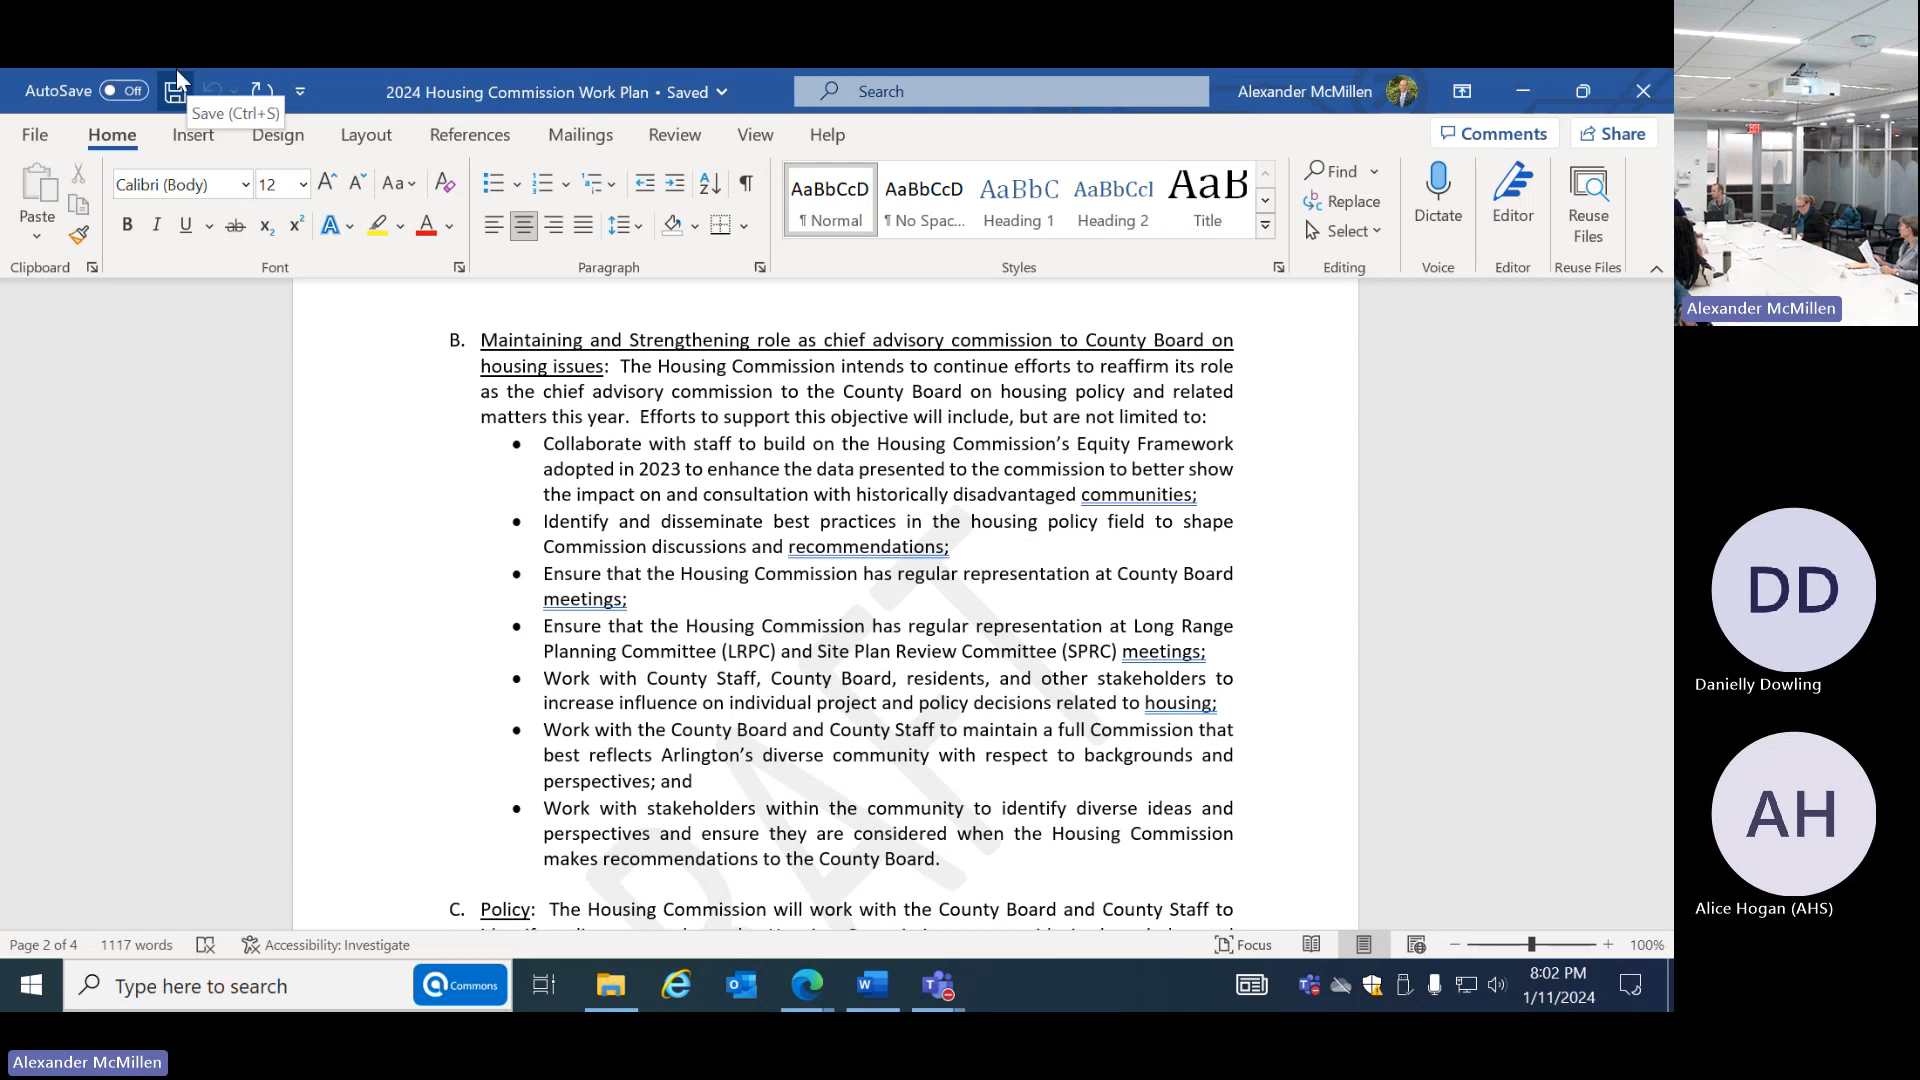 AutoSave Off
2024 Housing Commission Work Plan • Saved
Search
Alexander McMillen
Save (Ctrl+S)
File Home Insert Design Layout References Mailings Review View Help
Comments Share
Paste
Calibri (Body) 12
Aa
B I U ab x₂ x²
AaBbCcD AaBbCcD AaBbC AaBbCcI AaB
¶ Normal ¶ No Spac... Heading 1 Heading 2 Title
Find
Replace
Select
Dictate
Editor
Reuse
Files
Clipboard Font Paragraph Styles Editing Voice Editor Reuse Files
Alexander McMillen
B. Maintaining and Strengthening role as chief advisory commission to County Board on
housing issues: The Housing Commission intends to continue efforts to reaffirm its role
as the chief advisory commission to the County Board on housing policy and related
matters this year. Efforts to support this objective will include, but are not limited to:
• Collaborate with staff to build on the Housing Commission’s Equity Framework
adopted in 2023 to enhance the data presented to the commission to better show
the impact on and consultation with historically disadvantaged communities;
• Identify and disseminate best practices in the housing policy field to shape
Commission discussions and recommendations;
• Ensure that the Housing Commission has regular representation at County Board
meetings;
• Ensure that the Housing Commission has regular representation at Long Range
Planning Committee (LRPC) and Site Plan Review Committee (SPRC) meetings;
• Work with County Staff, County Board, residents, and other stakeholders to
increase influence on individual project and policy decisions related to housing;
• Work with the County Board and County Staff to maintain a full Commission that
best reflects Arlington’s diverse community with respect to backgrounds and
perspectives; and
• Work with stakeholders within the community to identify diverse ideas and
perspectives and ensure they are considered when the Housing Commission
makes recommendations to the County Board.
C. Policy: The Housing Commission will work with the County Board and County Staff to
DRAFT
DD
Danielly Dowling
AH
Alice Hogan (AHS)
Page 2 of 4 1117 words Accessibility: Investigate Focus 100%
Type here to search
Commons
8:02 PM
1/11/2024
Alexander McMillen